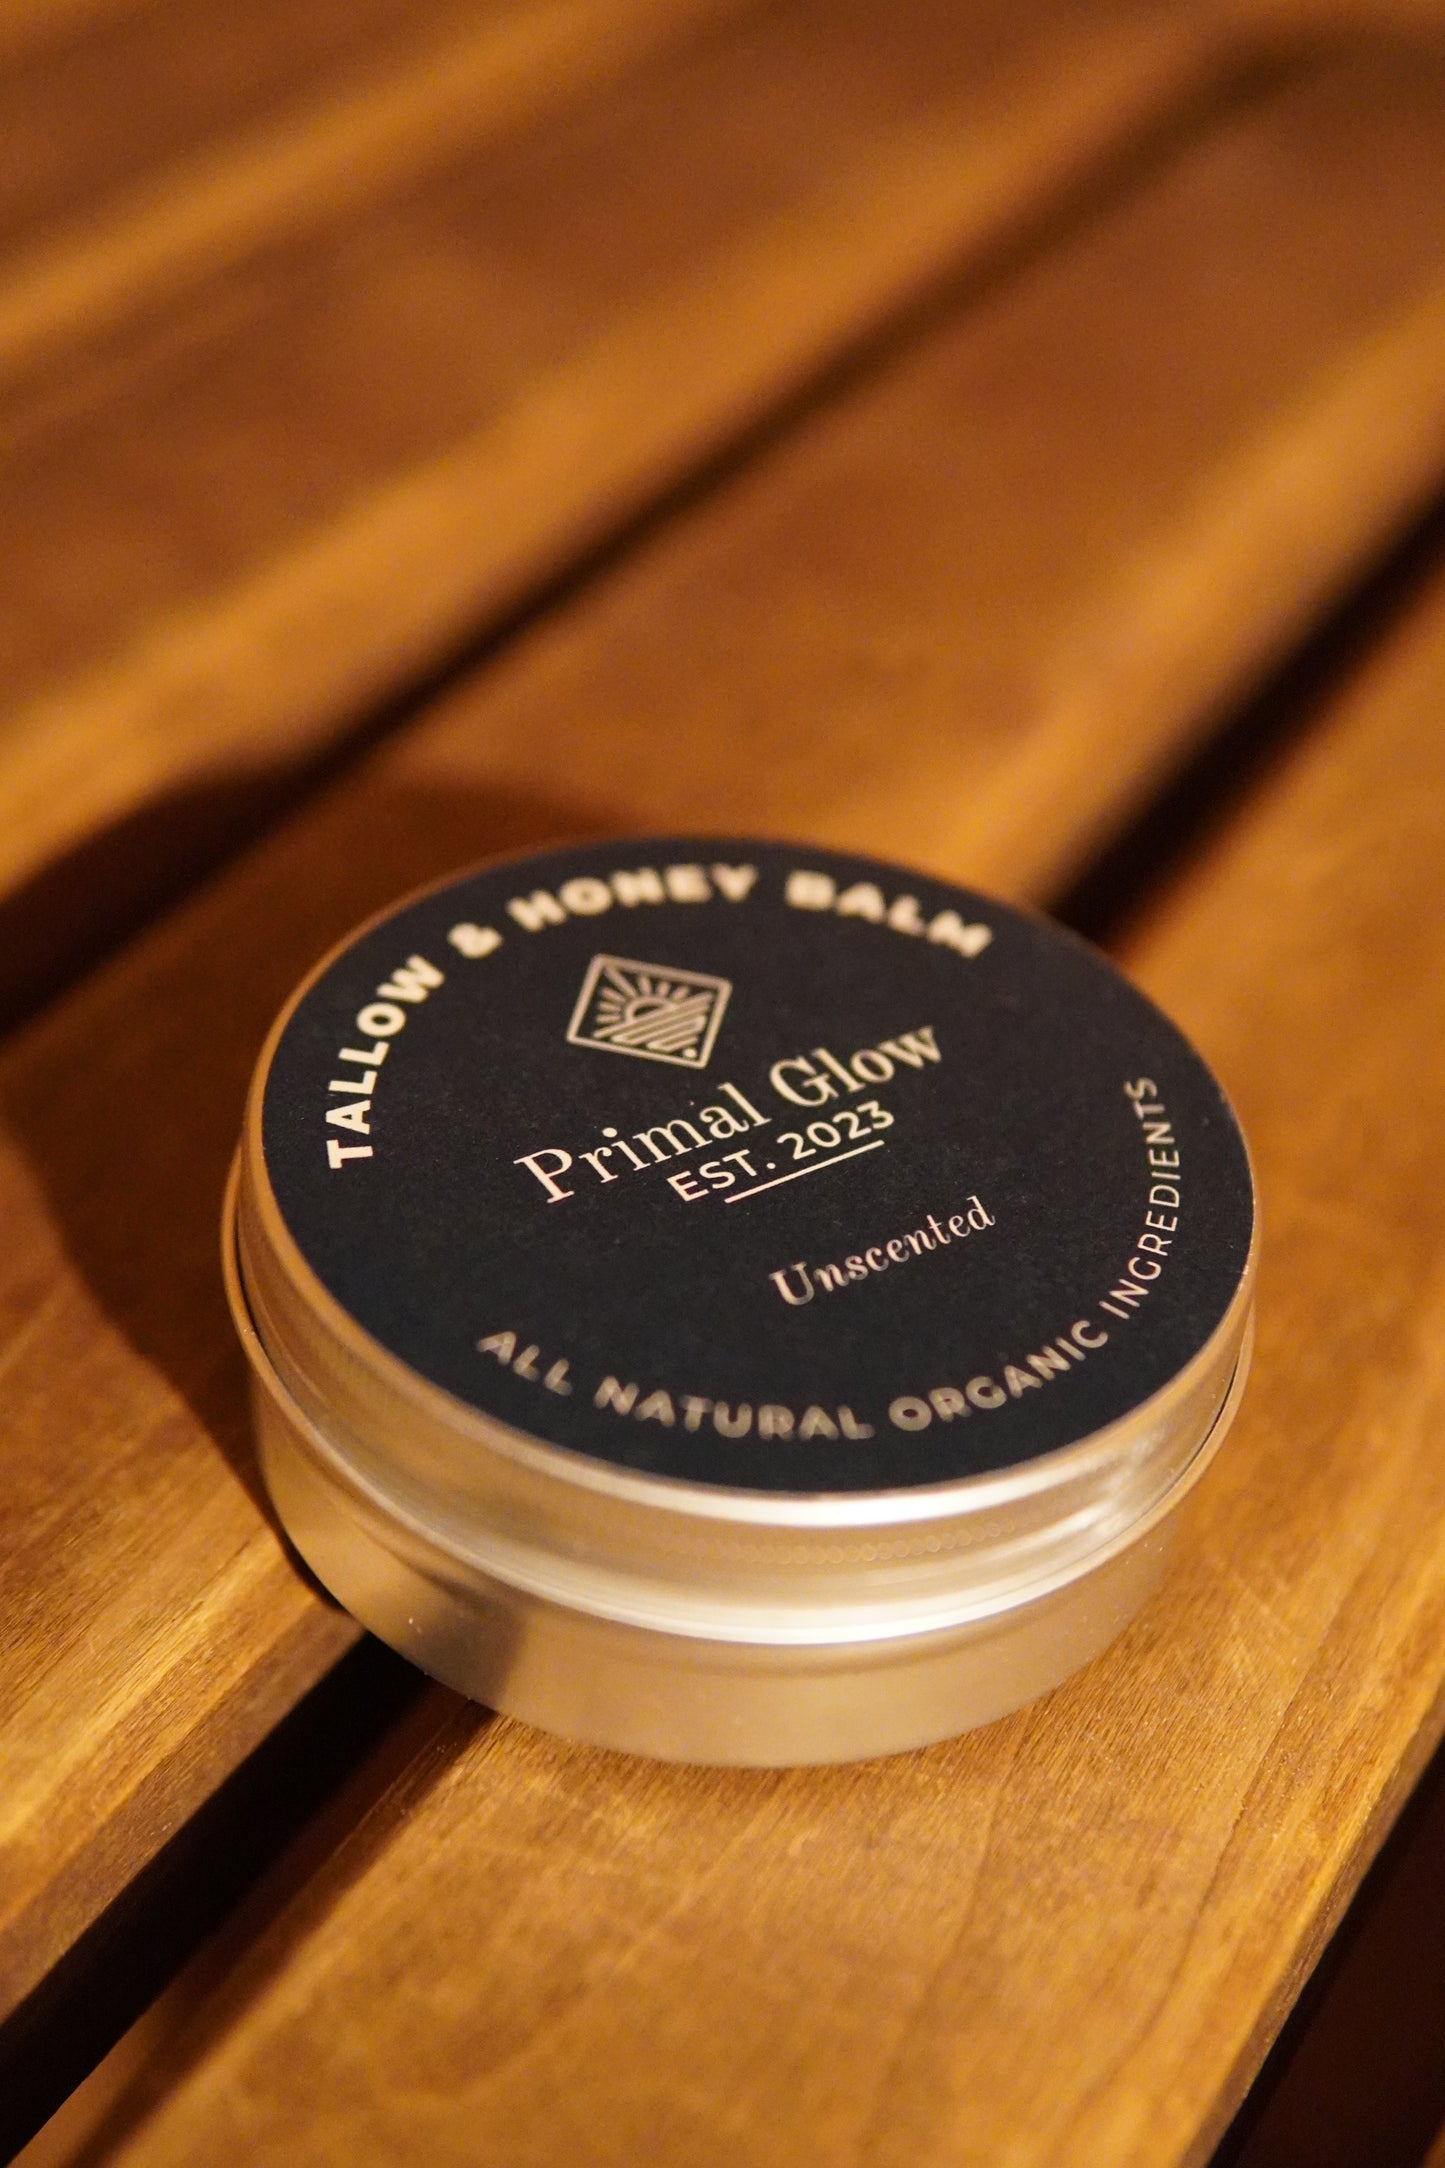 TALLOW & HONEY BALM
Primal Glow
EST. 2023
Unscented
ALL NATURAL ORGANIC INGREDIENTS